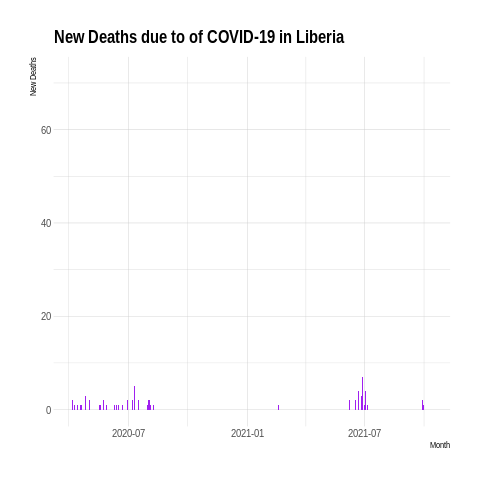 New Deaths due to of COVID-19 in Liberia
New Deaths
60
40
20
0
2020-07
2021-01
2021-07
Month